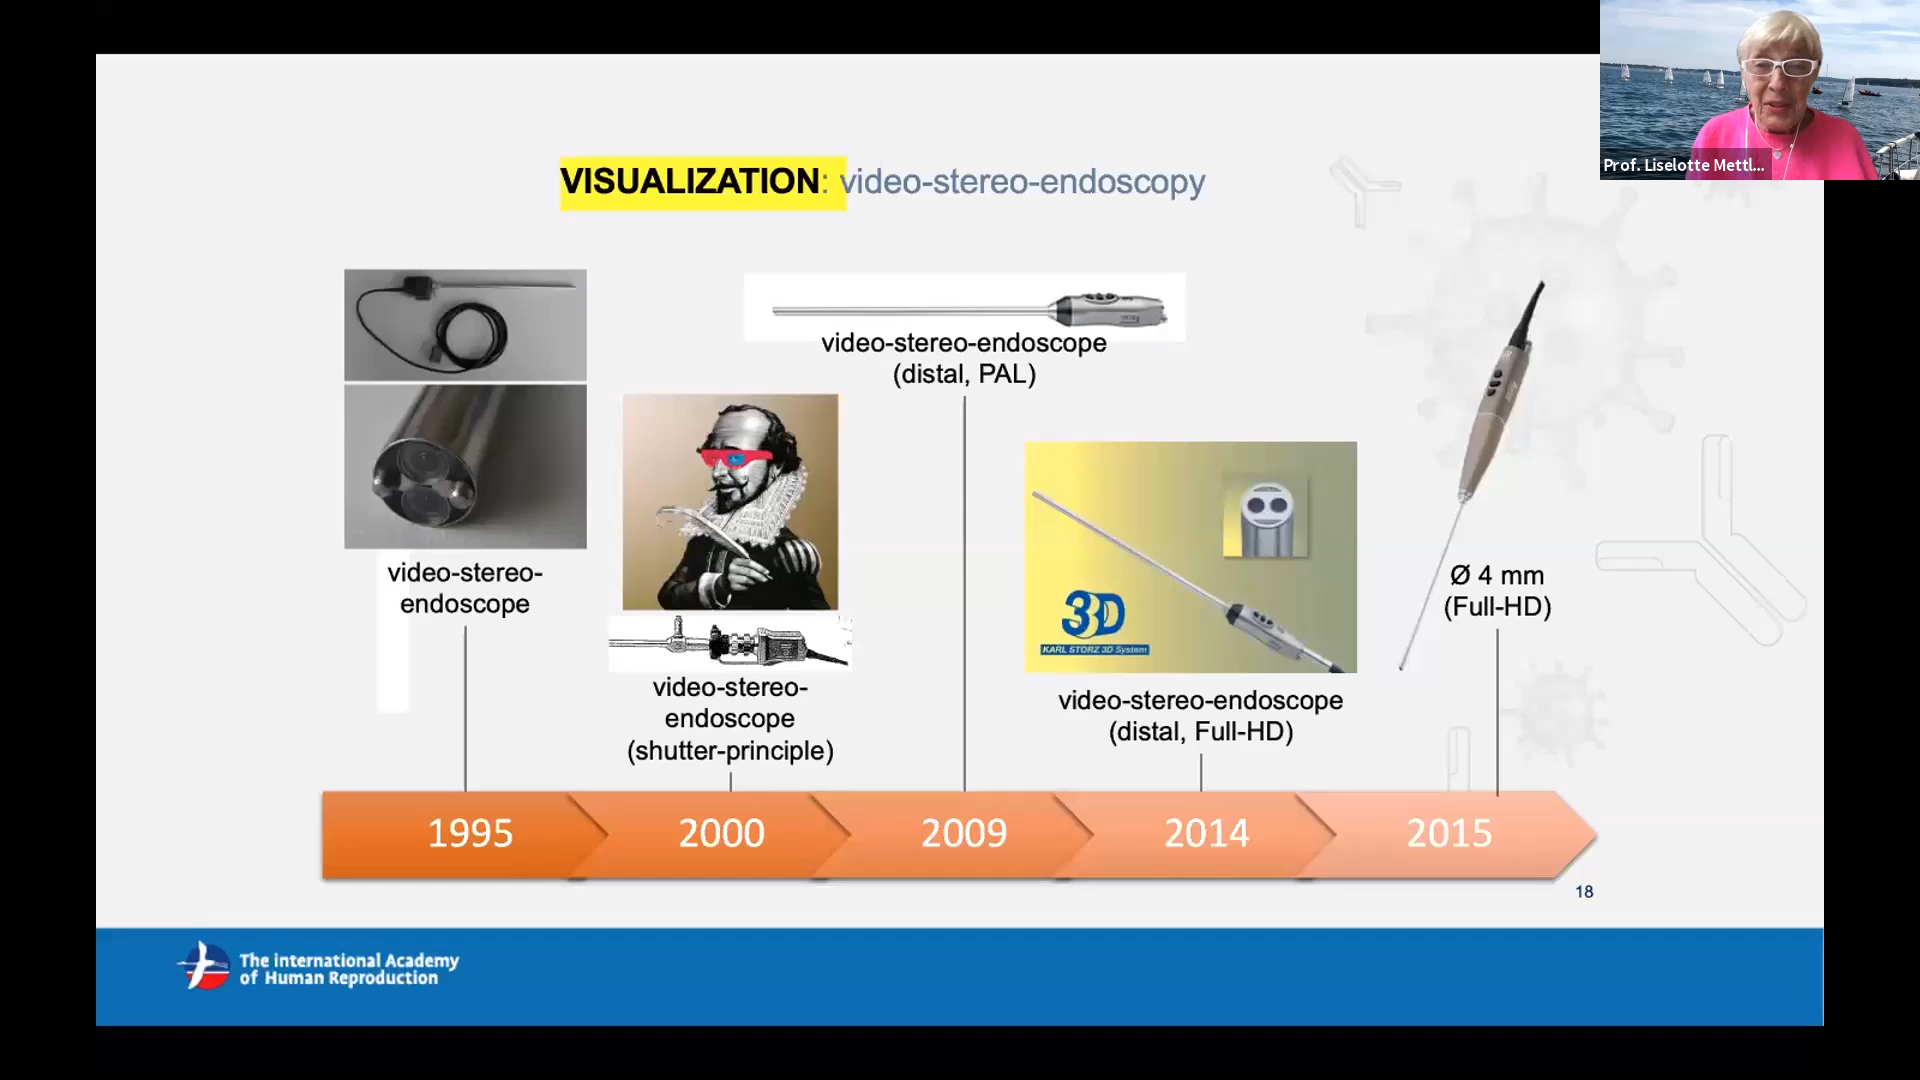 Prof. Liselotte Mettl...
VISUALIZATION: video-stereo-endoscopy
video-stereo-endoscope
(distal, PAL)
video-stereo-
endoscope
Ø 4 mm
(Full-HD)
3D
KARL STORZ 3D System
video-stereo-
endoscope
(shutter-principle)
video-stereo-endoscope
(distal, Full-HD)
1995
2000
2009
2014
2015
18
The international Academy
of Human Reproduction